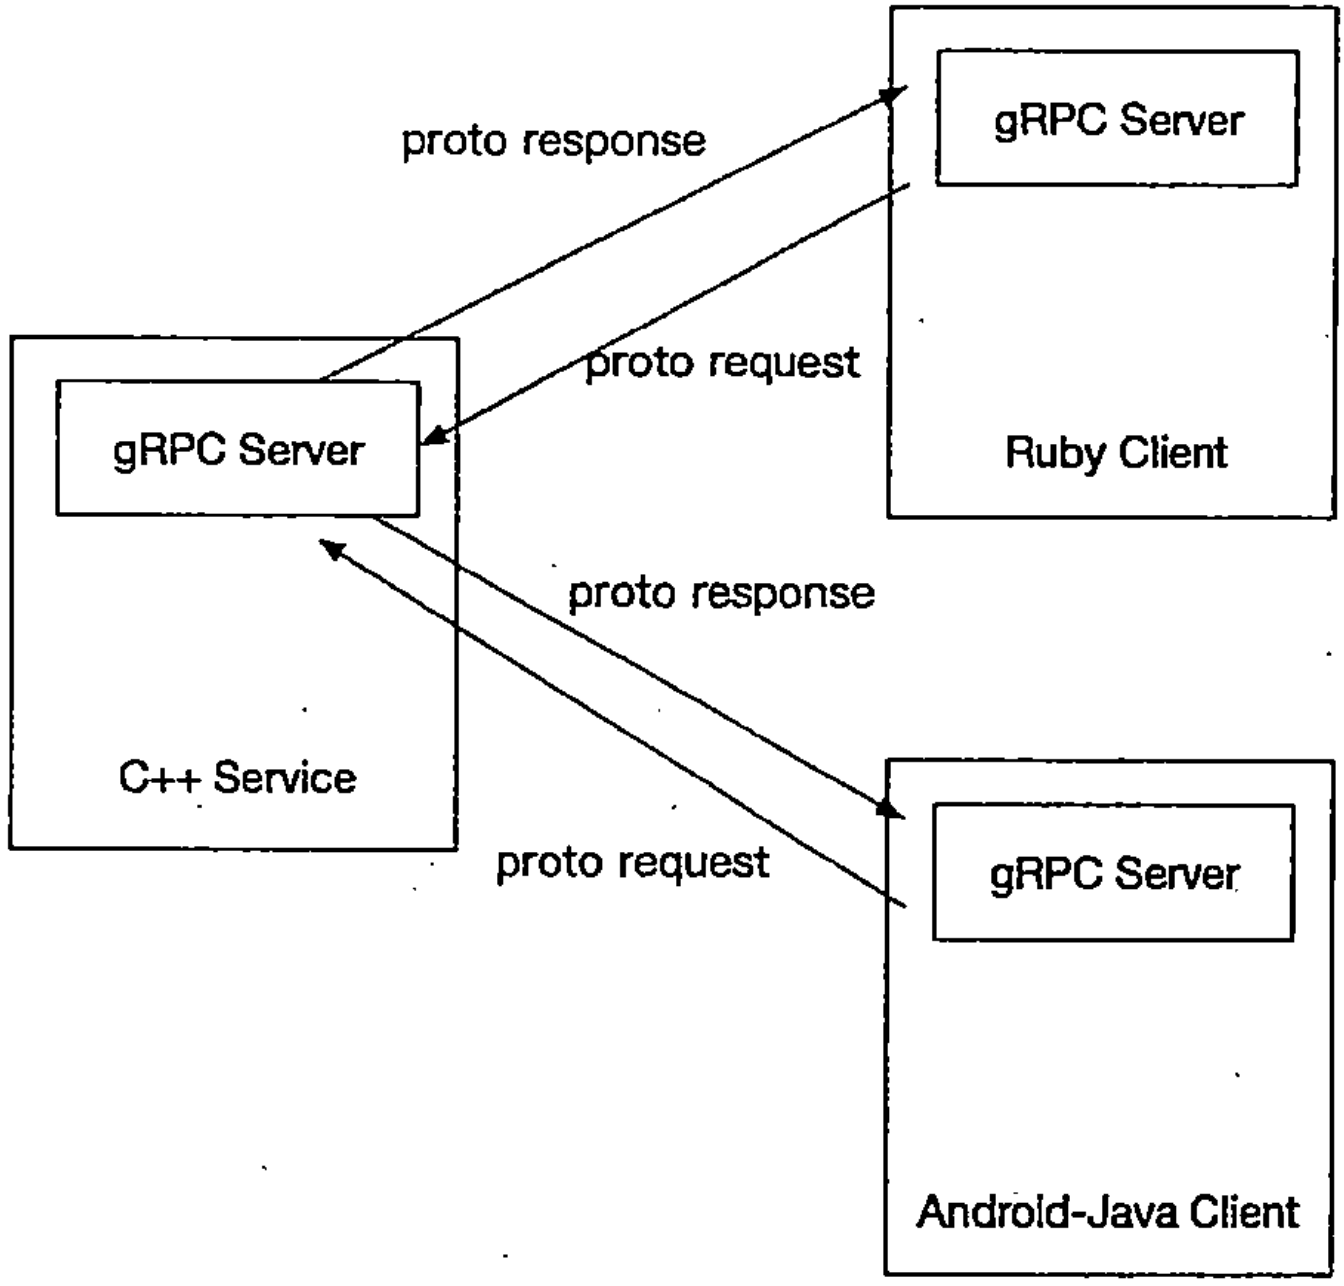 gRPC Server
proto response
proto request
Ruby Client
gRPC Server
proto response
C++ Service
proto request
gRPC Server
Android-Java Client